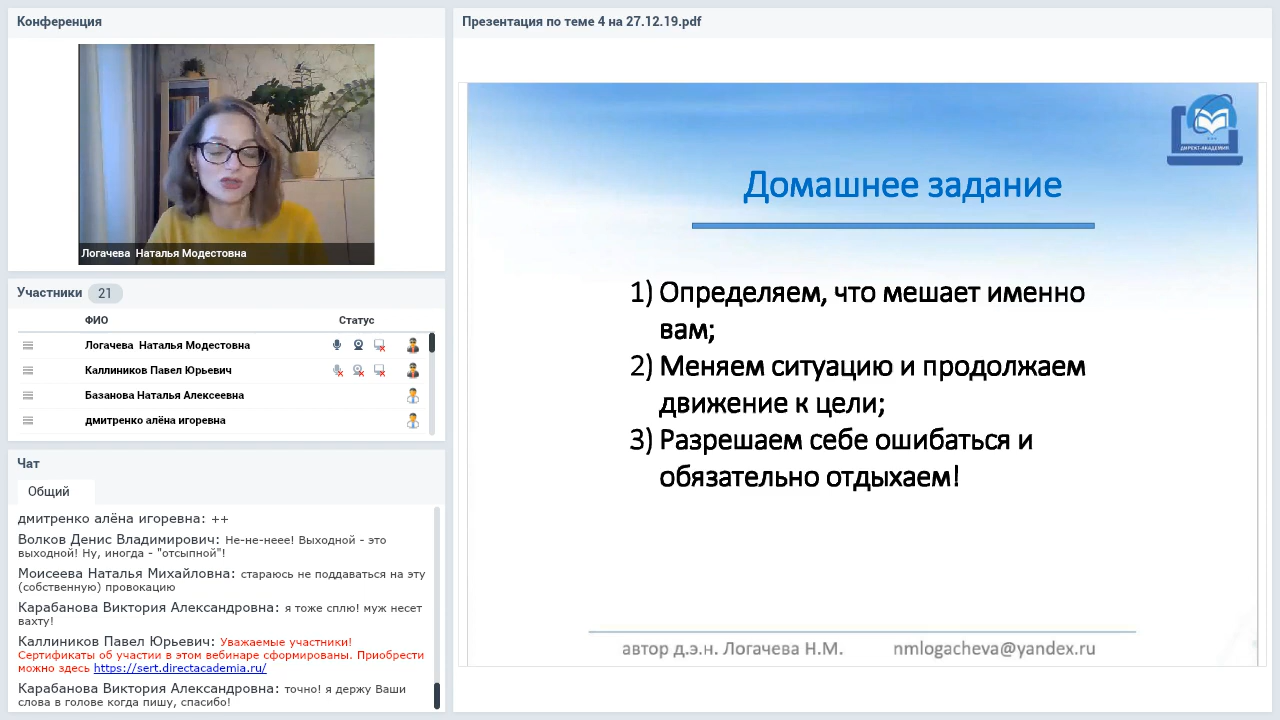 Конференция
Логачева  Наталья Модестовна
Участники 21
ФИО Статус
Логачева  Наталья Модестовна
Каллиников Павел Юрьевич
Базанова Наталья Алексеевна
дмитренко алёна игоревна
Чат
Общий
дмитренко алёна игоревна: ++
Волков Денис Владимирович: Не-не-неее! Выходной - это
выходной! Ну, иногда - "отсыпной"!
Моисеева Наталья Михайловна: стараюсь не поддаваться на эту
(собственную) провокацию
Карабанова Виктория Александровна: я тоже сплю! муж несет
вахту!
Каллиников Павел Юрьевич: Уважаемые участники!
Сертификаты об участии в этом вебинаре сформированы. Приобрести
можно здесь https://sert.directacademia.ru/
Карабанова Виктория Александровна: точно! я держу Ваши
слова в голове когда пишу, спасибо!
Презентация по теме 4 на 27.12.19.pdf
ДИРЕКТ-АКАДЕМИЯ
Домашнее задание
1) Определяем, что мешает именно
вам;
2) Меняем ситуацию и продолжаем
движение к цели;
3) Разрешаем себе ошибаться и
обязательно отдыхаем!
автор д.э.н. Логачева Н.М. nmlogacheva@yandex.ru